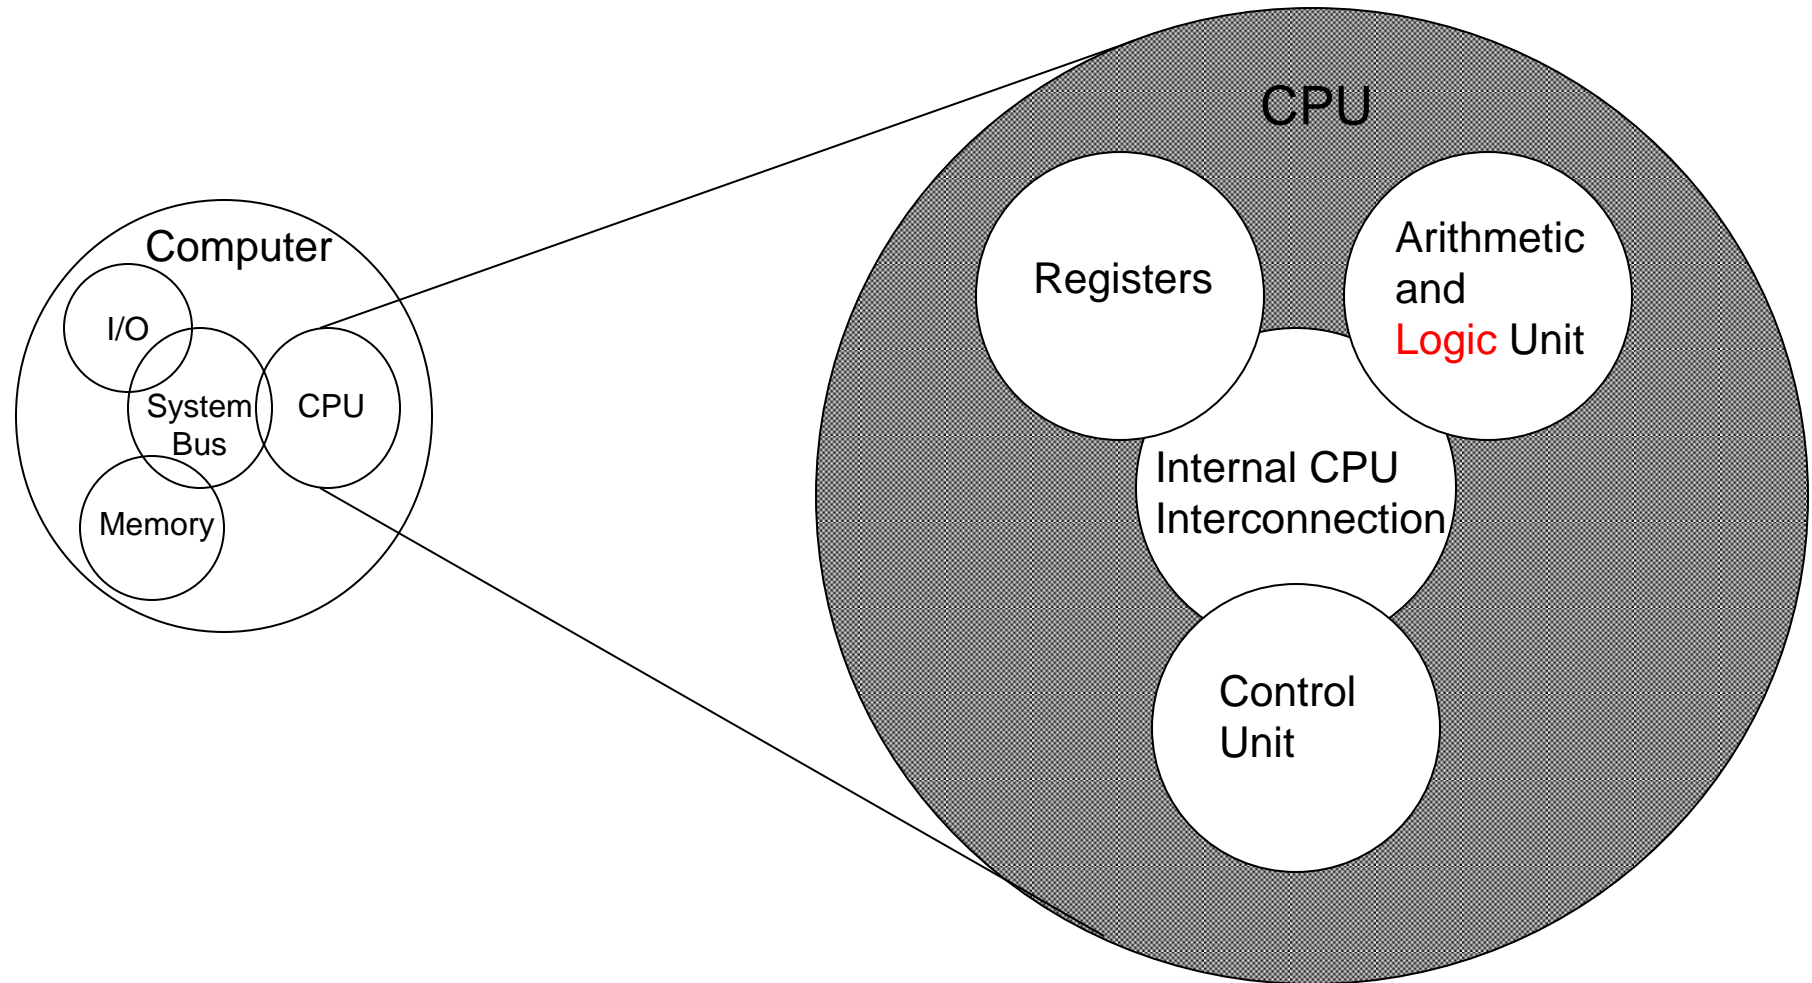 Computer
I/O
System
Bus
CPU
Memory
CPU
Registers
Arithmetic
and
Logic Unit
Internal CPU
Interconnection
Control
Unit